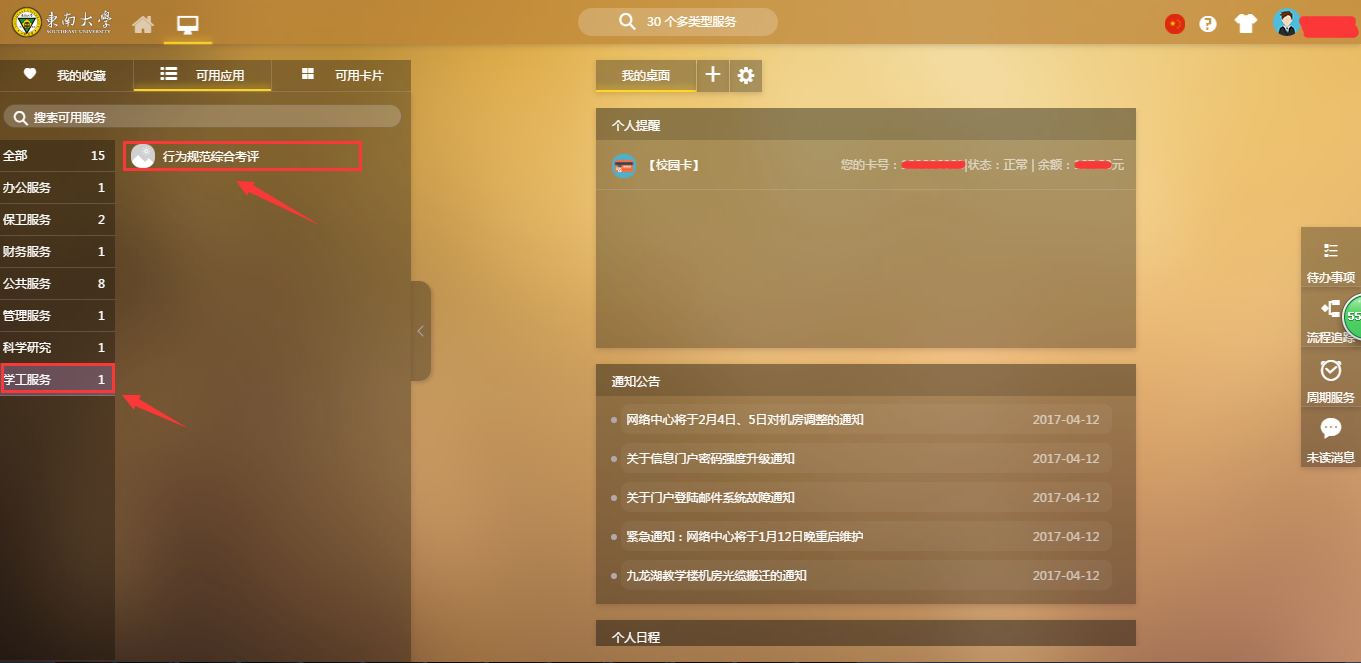 東南大學
SOUTHEAST UNIVERSITY
30 个多类型服务
?
我的收藏
可用应用
可用卡片
搜索可用服务
全部 15
办公服务 1
保卫服务 2
财务服务 1
公共服务 8
管理服务 1
科学研究 1
学工服务 1
行为规范综合考评
我的桌面
个人提醒
【校园卡】
您的卡号：
|状态：正常 | 余额：
元
通知公告
网络中心将于2月4日、5日对机房调整的通知 2017-04-12
关于信息门户密码强度升级通知 2017-04-12
关于门户登陆邮件系统故障通知 2017-04-12
紧急通知：网络中心将于1月12日晚重启维护 2017-04-12
九龙湖教学楼机房光缆搬迁的通知 2017-04-12
个人日程
待办事项
流程追踪
55
周期服务
未读消息